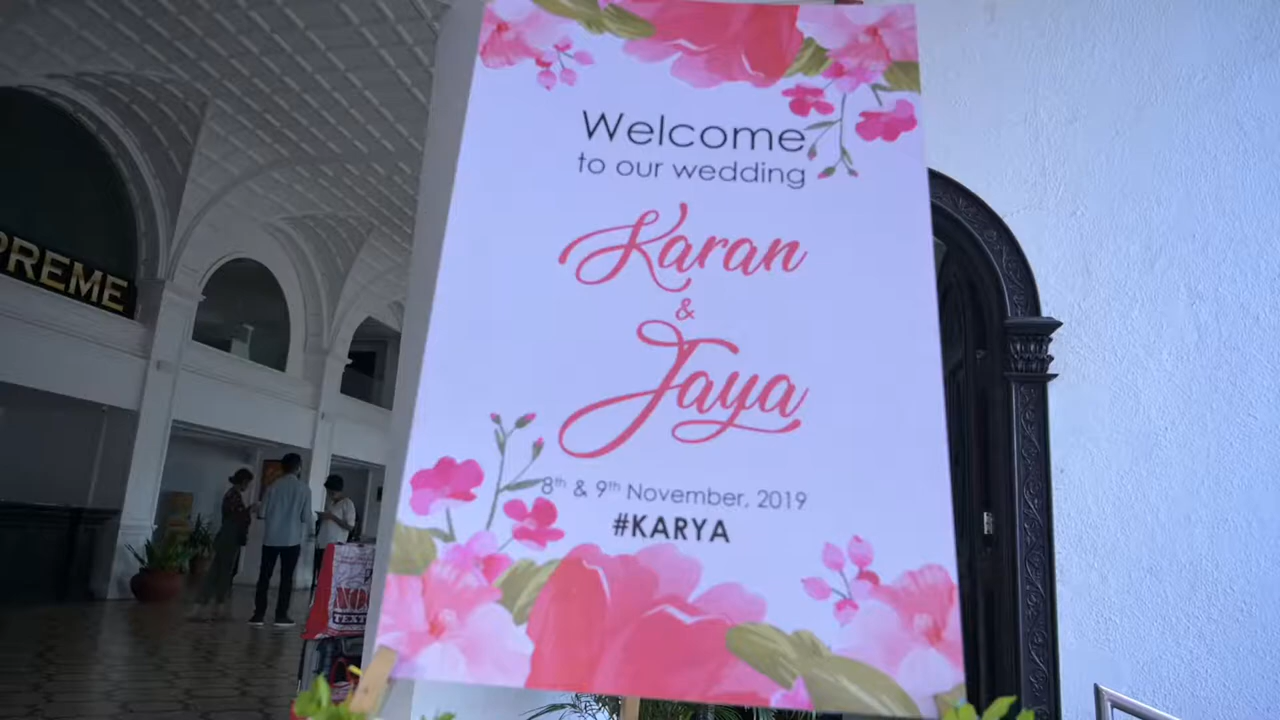 Welcome
to our wedding
Karan
&
Jaya
8th & 9th November, 2019
#KARYA
PREME